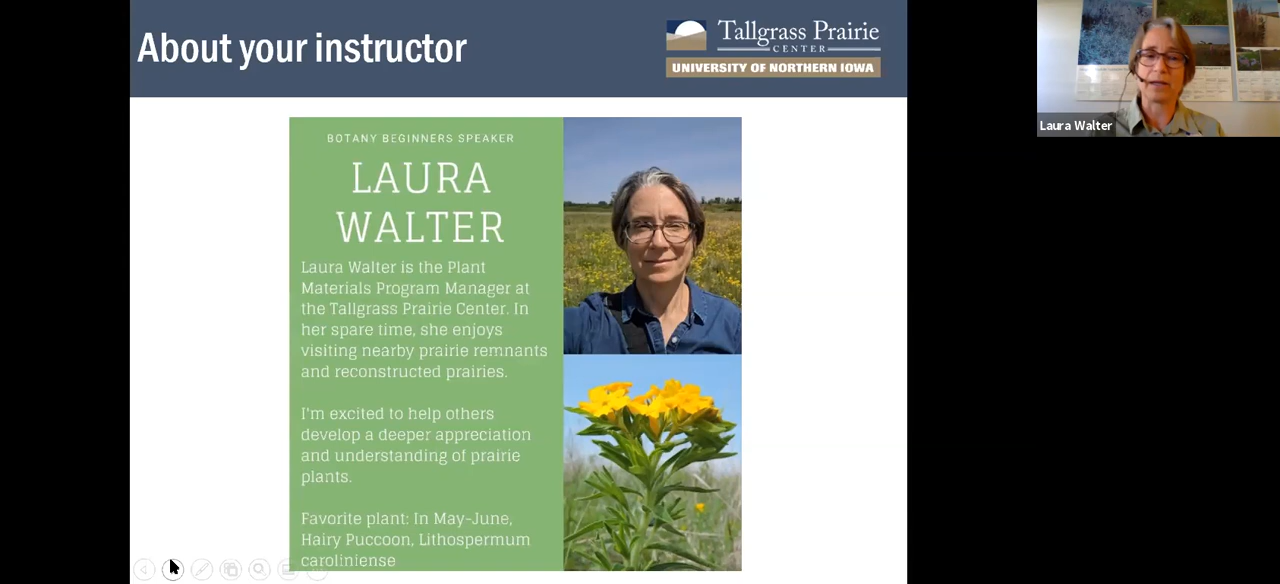 About your instructor
Tallgrass Prairie
CENTER
UNIVERSITY OF NORTHERN IOWA
Laura Walter
BOTANY BEGINNERS SPEAKER
LAURA
WALTER
Laura Walter is the Plant
Materials Program Manager at
the Tallgrass Prairie Center. In
her spare time, she enjoys
visiting nearby prairie remnants
and reconstructed prairies.
I'm excited to help others
develop a deeper appreciation
and understanding of prairie
plants.
Favorite plant: In May-June,
Hairy Puccoon, Lithospermum
caroliniense